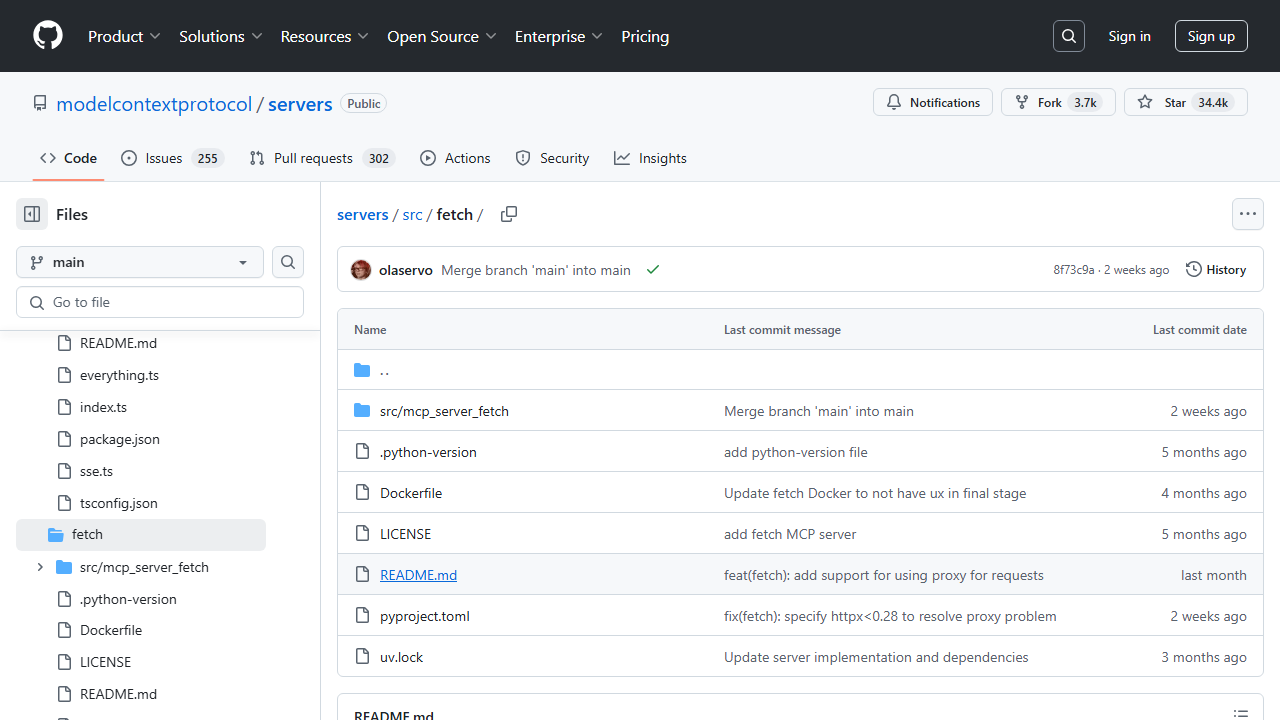 Product Solutions Resources Open Source Enterprise Pricing Sign in Sign up
modelcontextprotocol / servers Public Notifications Fork 3.7k Star 34.4k
Code Issues 255 Pull requests 302 Actions Security Insights
Files
main
Go to file
README.md
everything.ts
index.ts
package.json
sse.ts
tsconfig.json
fetch
src/mcp_server_fetch
.python-version
Dockerfile
LICENSE
README.md
servers / src / fetch /
olaservo Merge branch 'main' into main 8f73c9a · 2 weeks ago History
Name Last commit message Last commit date
..
src/mcp_server_fetch Merge branch 'main' into main 2 weeks ago
.python-version add python-version file 5 months ago
Dockerfile Update fetch Docker to not have ux in final stage 4 months ago
LICENSE add fetch MCP server 5 months ago
README.md feat(fetch): add support for using proxy for requests last month
pyproject.toml fix(fetch): specify httpx<0.28 to resolve proxy problem 2 weeks ago
uv.lock Update server implementation and dependencies 3 months ago
README.md